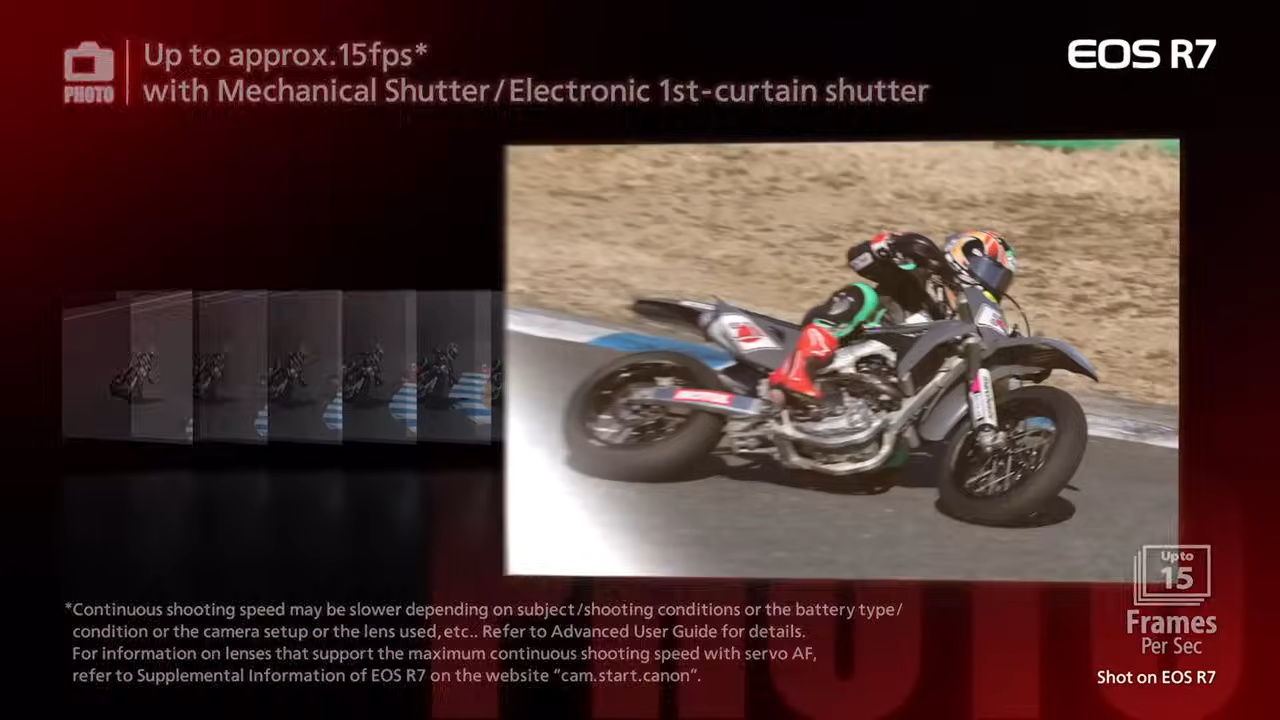 Up to approx.15fps*
with Mechanical Shutter/Electronic 1st-curtain shutter
PHOTO
EOS R7
Up to
15
Frames
Per Sec
Shot on EOS R7
*Continuous shooting speed may be slower depending on subject/shooting conditions or the battery type/
condition or the camera setup or the lens used,etc.. Refer to Advanced User Guide for details.
For information on lenses that support the maximum continuous shooting speed with servo AF,
refer to Supplemental Information of EOS R7 on the website “cam.start.canon”.
PHOTO